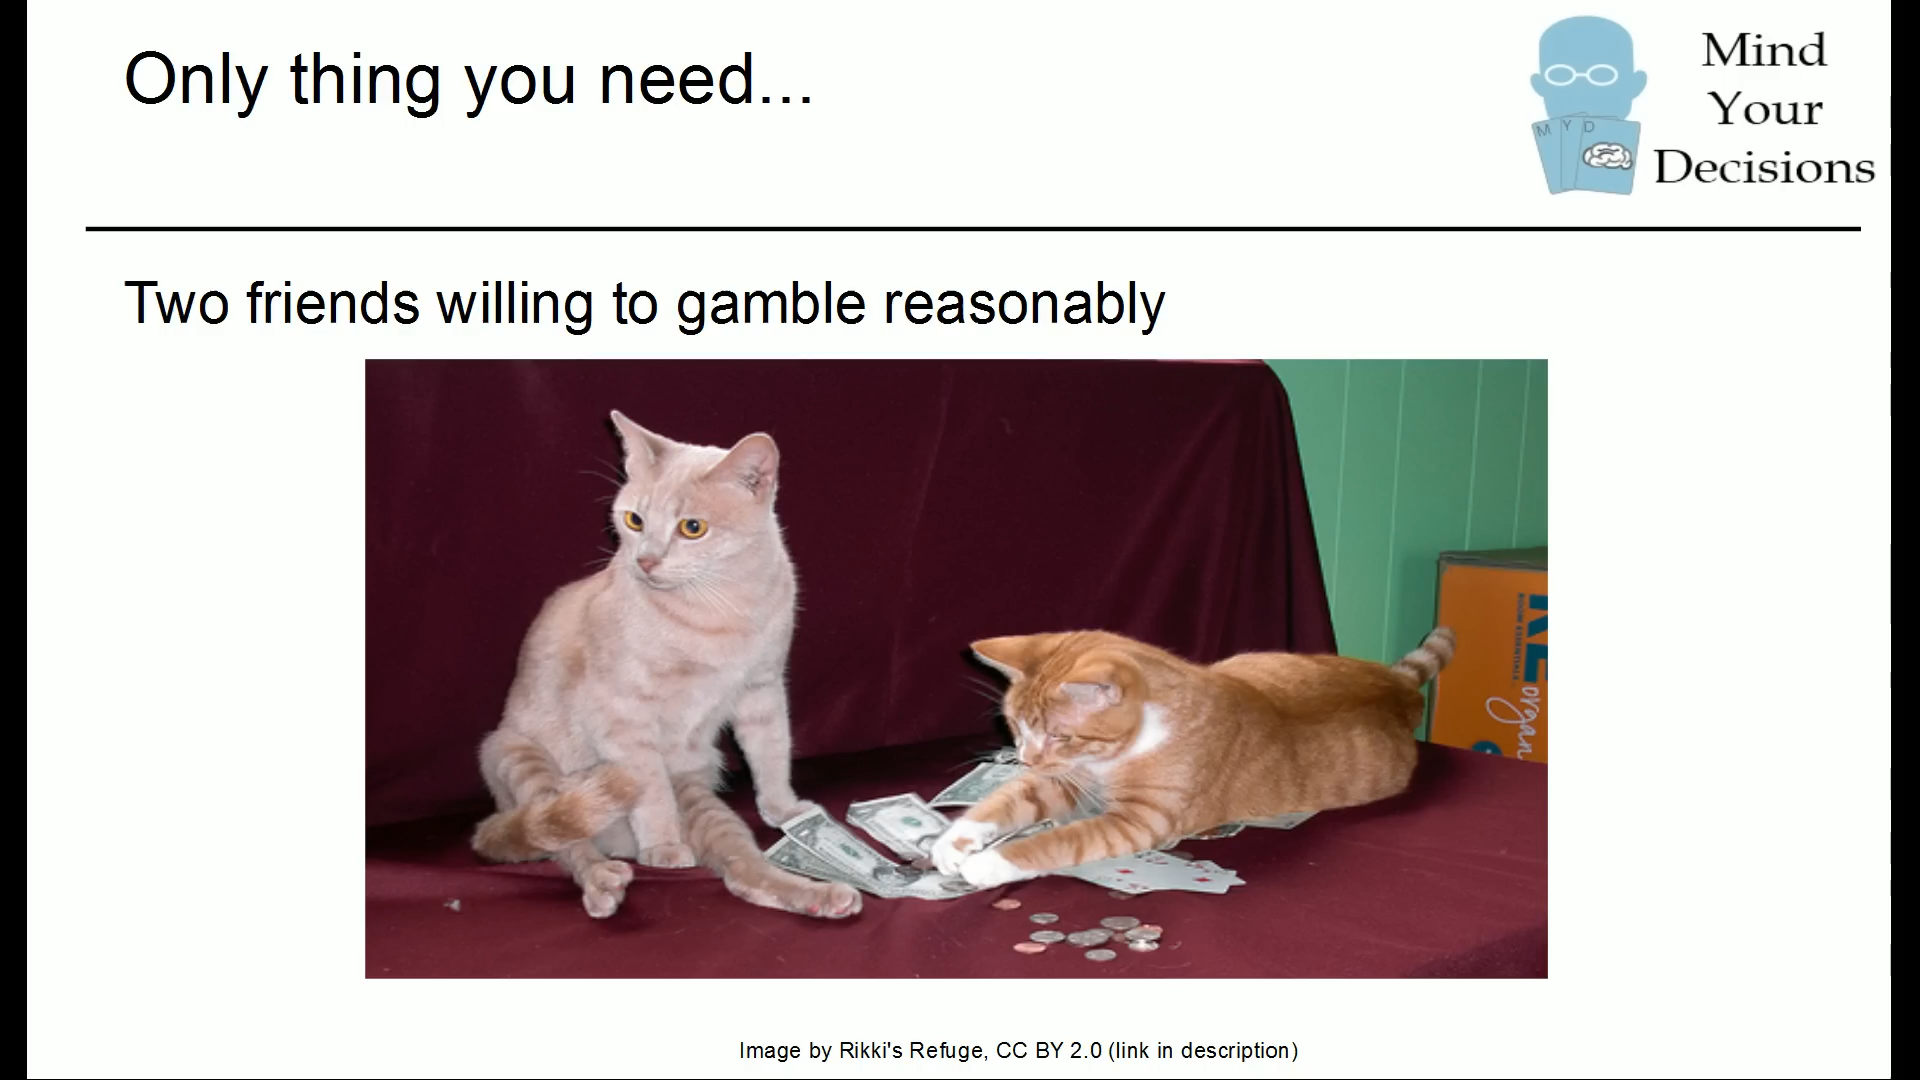 Only thing you need...
Mind
Your
Decisions
M Y D
Two friends willing to gamble reasonably
organ
Image by Rikki's Refuge, CC BY 2.0 (link in description)